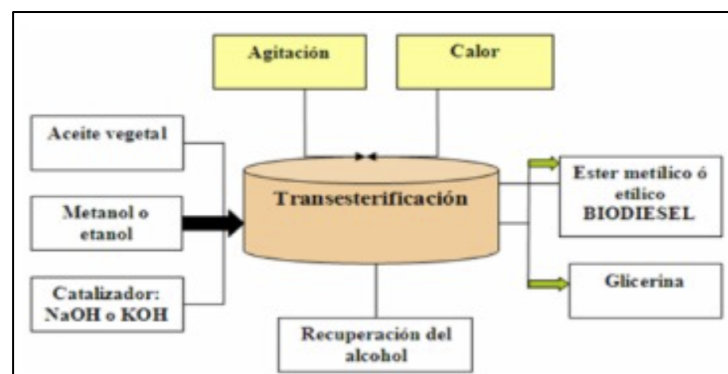 Agitación
Calor
Aceite vegetal
Metanol o
etanol
Catalizador:
NaOH o KOH
Transesterificación
Ester metílico ó
etílico
BIODIESEL
Glicerina
Recuperación del
alcohol